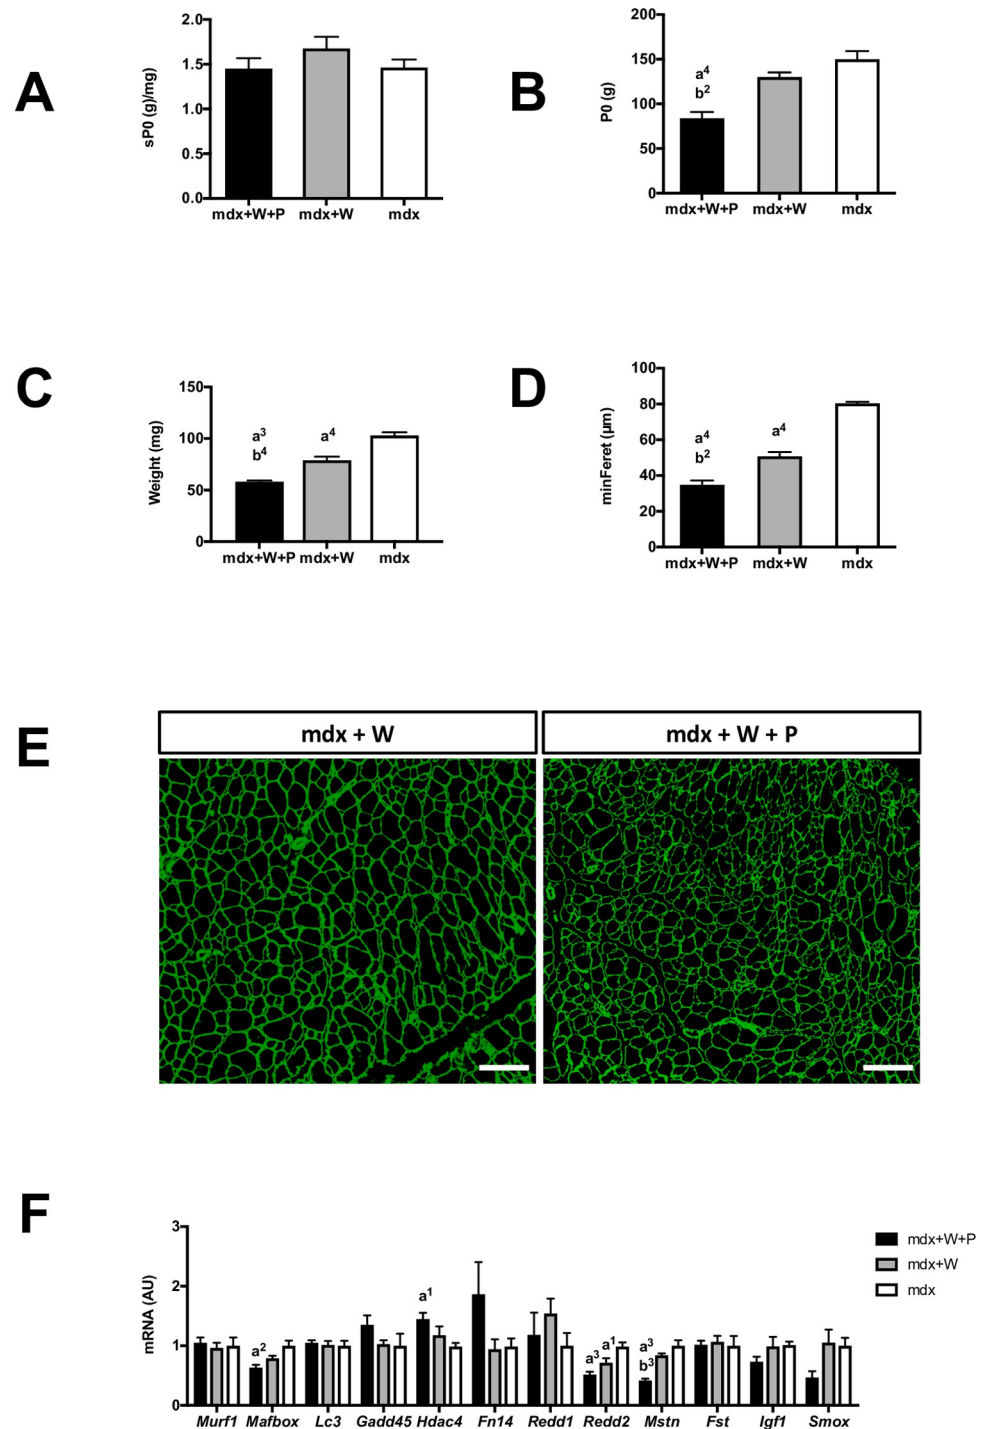 A
sP0 (g)/mg
2.0
1.5
1.0
0.5
0.0
mdx+W+P mdx+W mdx
B
P0 (g)
200
150
100
50
0
a⁴
b²
mdx+W+P mdx+W mdx
C
Weight (mg)
150
100
50
0
a³
b⁴
a⁴
mdx+W+P mdx+W mdx
D
minFeret (µm)
100
80
60
40
20
0
a⁴
b²
a⁴
mdx+W+P mdx+W mdx
E
mdx + W
mdx + W + P
F
mRNA (AU)
3
2
1
0
a²
a¹
a³
a¹
a³
b³
Murf1 Mafbox Lc3 Gadd45 Hdac4 Fn14 Redd1 Redd2 Mstn Fst Igf1 Smox
mdx+W+P
mdx+W
mdx